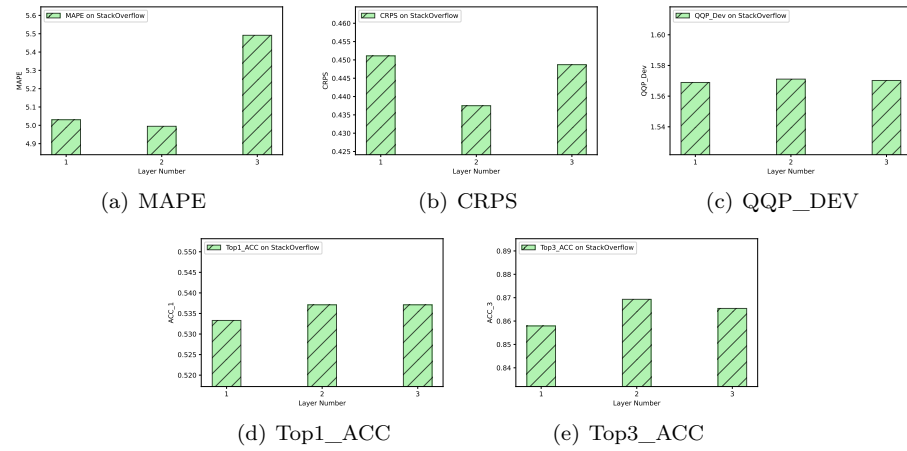 MAPE on StackOverflow
5.6
5.5
5.4
5.3
5.2
5.1
5.0
4.9
MAPE
1 2 3
Layer Number
(a) MAPE
CRPS on StackOverflow
0.460
0.455
0.450
0.445
0.440
0.435
0.430
0.425
CRPS
1 2 3
Layer Number
(b) CRPS
QQP_Dev on StackOverflow
1.60
1.58
1.56
1.54
QQP_Dev
1 2 3
Layer Number
(c) QQP_DEV
Top1_ACC on StackOverflow
0.550
0.545
0.540
0.535
0.530
0.525
0.520
ACC_1
1 2 3
Layer Number
(d) Top1_ACC
Top3_ACC on StackOverflow
0.89
0.88
0.87
0.86
0.85
0.84
ACC_3
1 2 3
Layer Number
(e) Top3_ACC